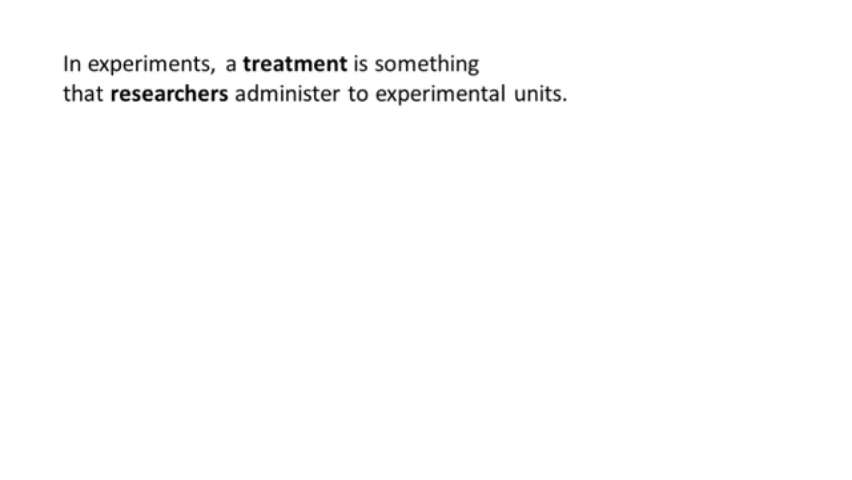 In experiments, a treatment is something
that researchers administer to experimental units.